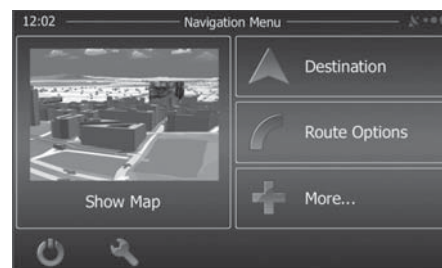 12:02 Navigation Menu
Destination
Route Options
Show Map
More...